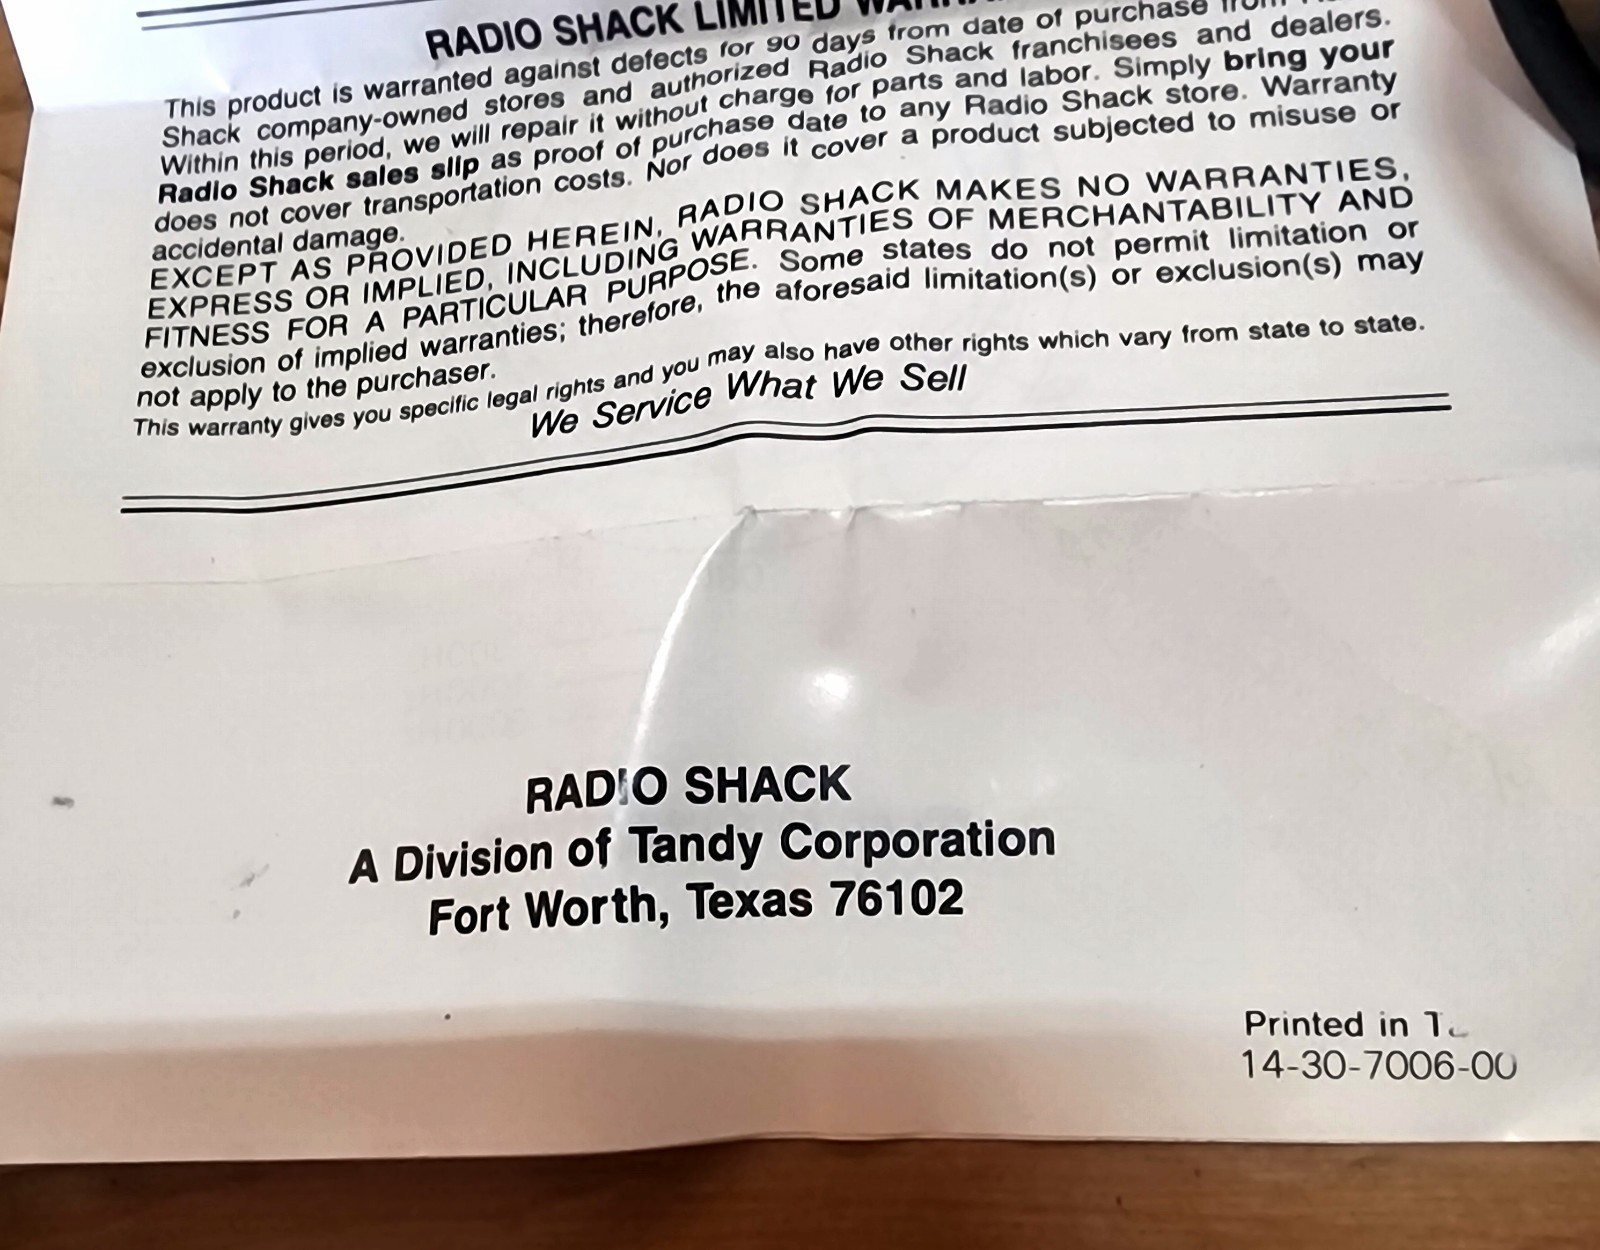 RADIO SHACK LIMITED
This product is warranted against defects for 90 days from date of purchase from
Shack company-owned stores and authorized Radio Shack franchisees and dealers.
Within this period, we will repair it without charge for parts and labor. Simply bring your
Radio Shack sales slip as proof of purchase date to any Radio Shack store. Warranty
does not cover transportation costs. Nor does it cover a product subjected to misuse or
accidental damage.
EXCEPT AS PROVIDED HEREIN, RADIO SHACK MAKES NO WARRANTIES,
EXPRESS OR IMPLIED, INCLUDING WARRANTIES OF MERCHANTABILITY AND
FITNESS FOR A PARTICULAR PURPOSE. Some states do not permit limitation or
exclusion of implied warranties; therefore, the aforesaid limitation(s) or exclusion(s) may
not apply to the purchaser.
This warranty gives you specific legal rights and you may also have other rights which vary from state to state.
We Service What We Sell
RADIO SHACK
A Division of Tandy Corporation
Fort Worth, Texas 76102
Printed in
14-30-7006-00